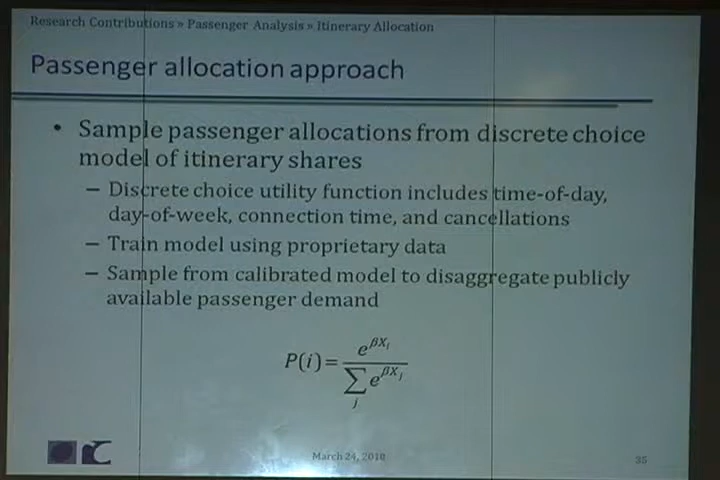 Research Contributions » Passenger Analysis » Itinerary Allocation
Passenger allocation approach
• Sample passenger allocations from discrete choice
model of itinerary shares
– Discrete choice utility function includes time-of-day,
day-of-week, connection time, and cancellations
– Train model using proprietary data
– Sample from calibrated model to disaggregate publicly
available passenger demand
P(i) = e^{βX_i} / ∑_j e^{βX_j}
March 24, 2010
35